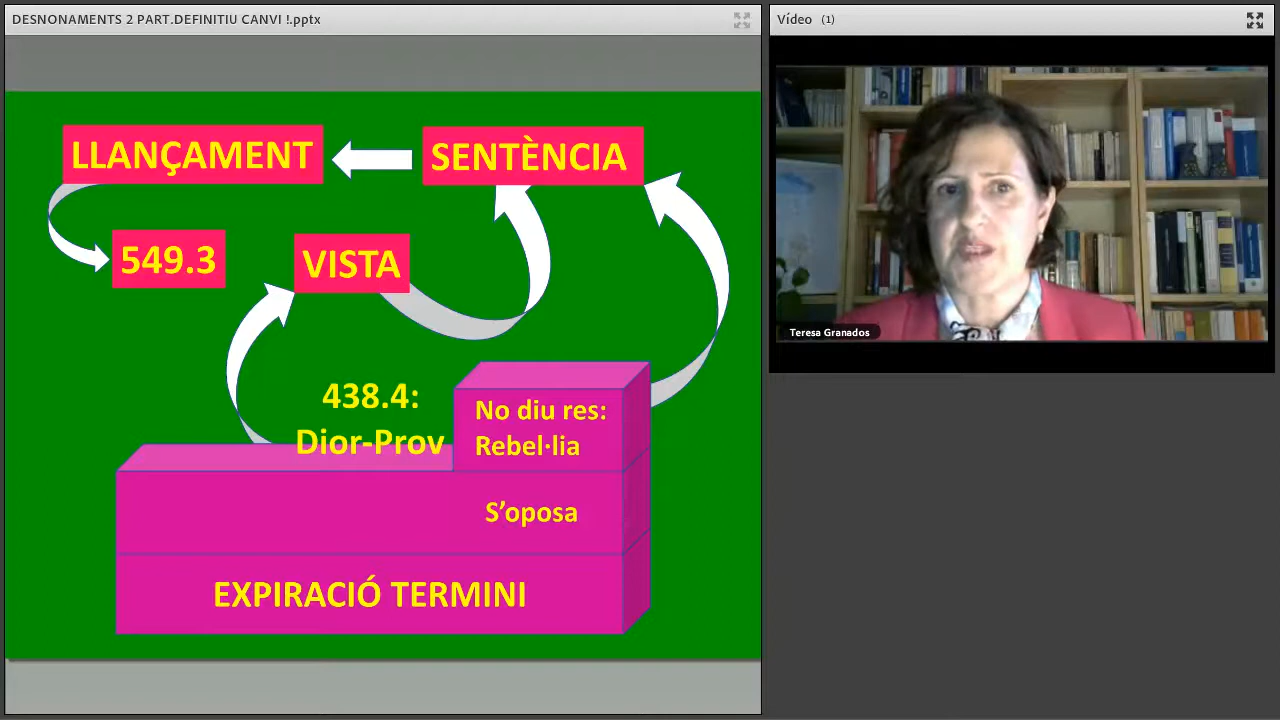 DESNONAMENTS 2 PART.DEFINITIU CANVI !.pptx
Vídeo (1)
LLANÇAMENT
SENTÈNCIA
549.3
VISTA
438.4:
Dior-Prov
No diu res:
Rebel·lia
S’oposa
EXPIRACIÓ TERMINI
Teresa Granados